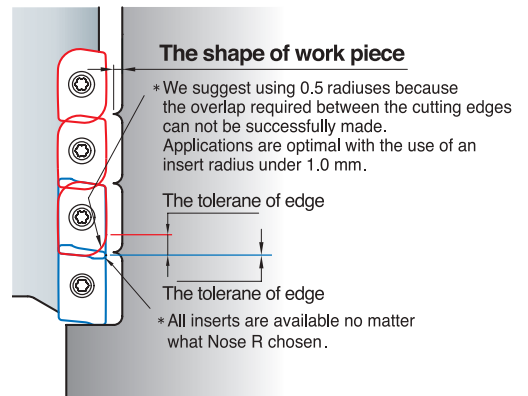 The shape of work piece
* We suggest using 0.5 radiuses because
the overlap required between the cutting edges
can not be successfully made.
Applications are optimal with the use of an
insert radius under 1.0 mm.
The tolerane of edge
The tolerane of edge
* All inserts are available no matter
what Nose R chosen.